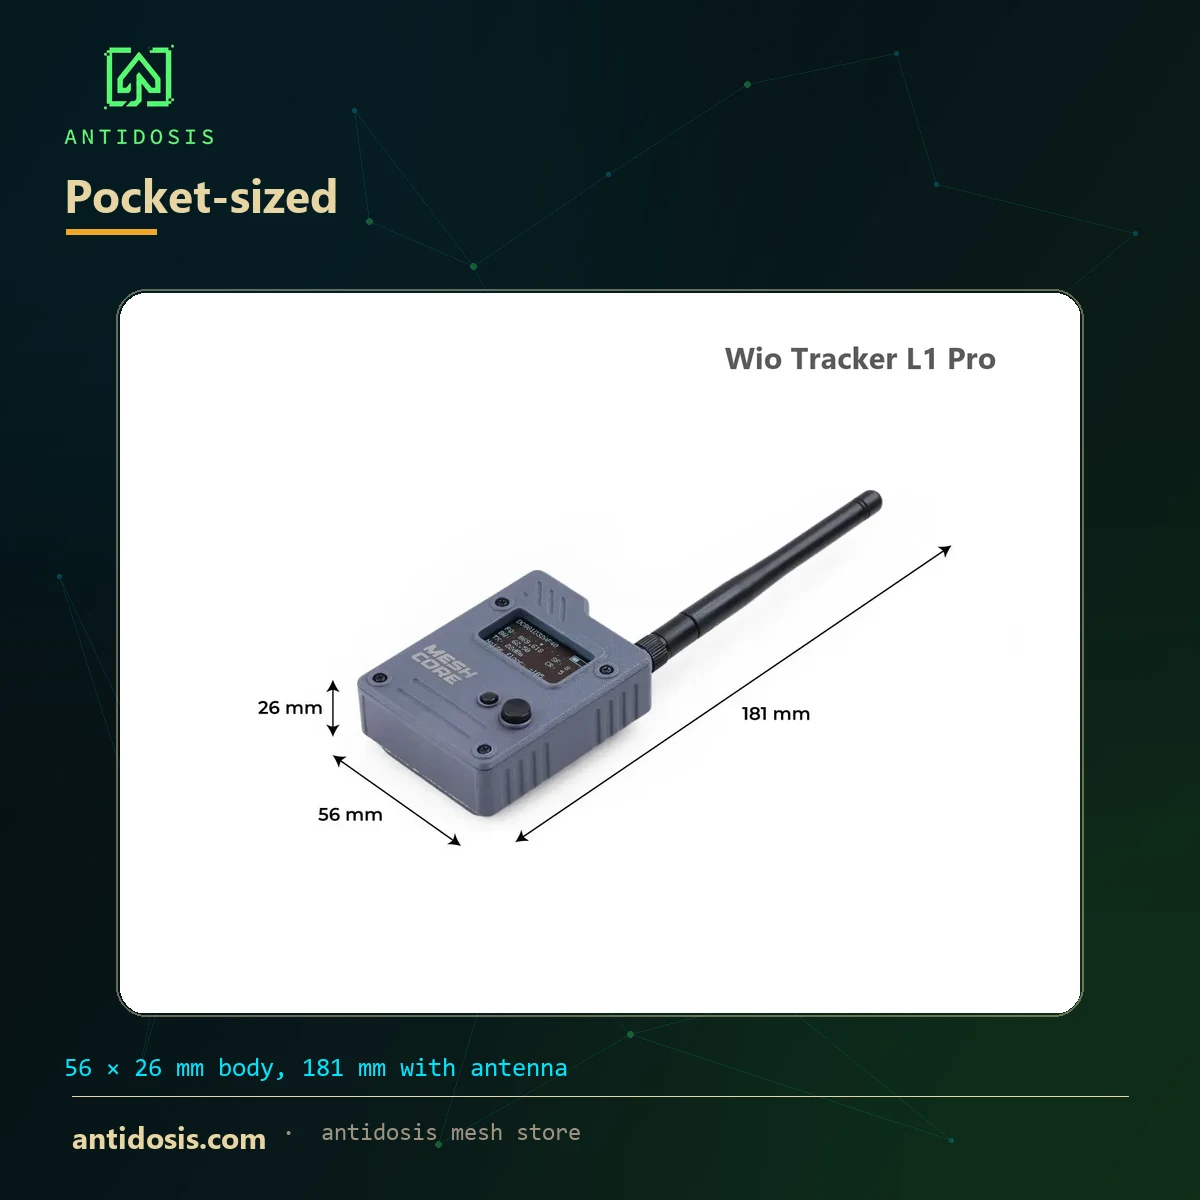 ANTIDOSIS
Pocket-sized
Wio Tracker L1 Pro
MESH
CORE
26 mm
181 mm
56 mm
56 × 26 mm body, 181 mm with antenna
antidosis.com · antidosis mesh store